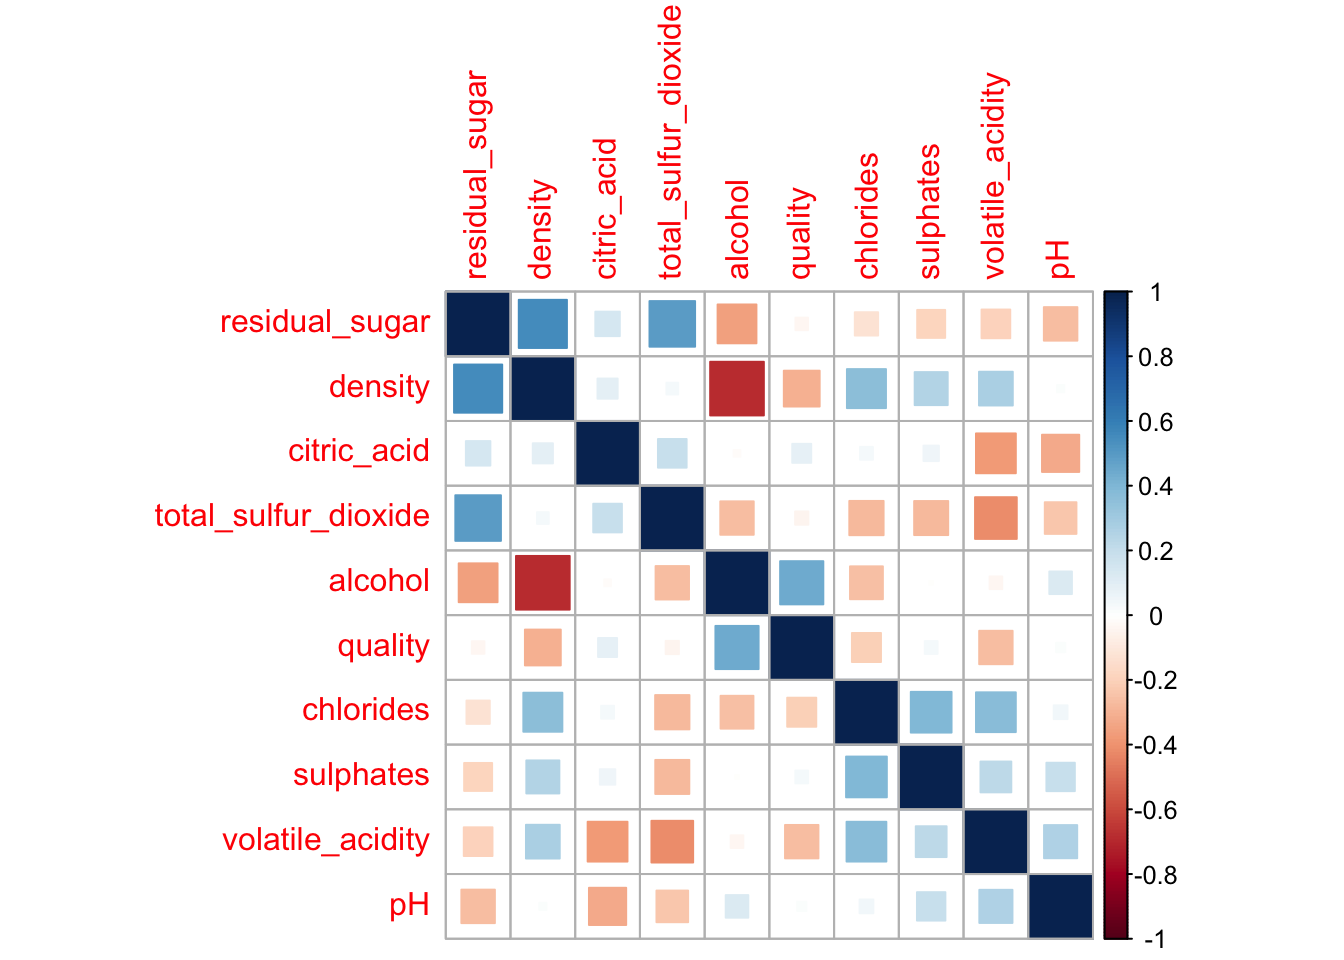 residual_sugar
density
citric_acid
total_sulfur_dioxide
alcohol
quality
chlorides
sulphates
volatile_acidity
pH
residual_sugar
density
citric_acid
total_sulfur_dioxide
alcohol
quality
chlorides
sulphates
volatile_acidity
pH
1
0.8
0.6
0.4
0.2
0
-0.2
-0.4
-0.6
-0.8
-1